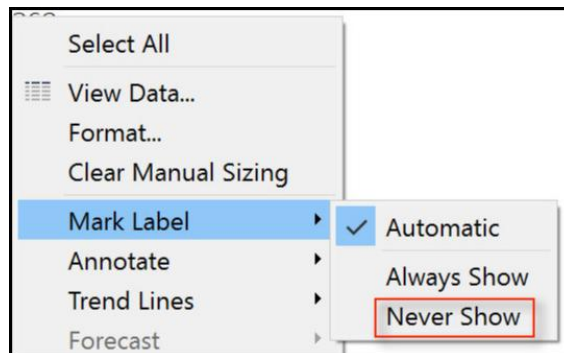 Select All
View Data...
Format...
Clear Manual Sizing
Mark Label
Automatic
Annotate
Always Show
Trend Lines
Never Show
Forecast